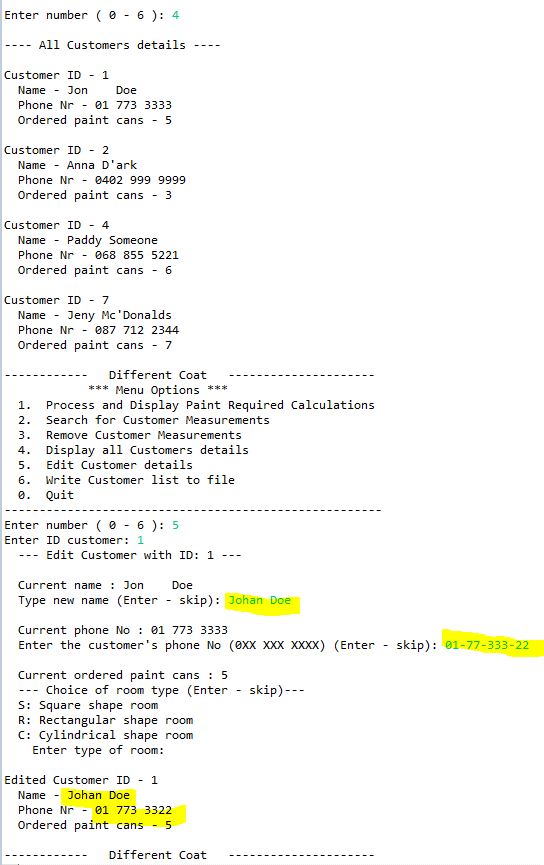 Enter number ( 0 - 6 ): 4
---- All Customers details ----
Customer ID - 1
Name - Jon    Doe
Phone Nr - 01 773 3333
Ordered paint cans - 5
Customer ID - 2
Name - Anna D'ark
Phone Nr - 0402 999 9999
Ordered paint cans - 3
Customer ID - 4
Name - Paddy Someone
Phone Nr - 068 855 5221
Ordered paint cans - 6
Customer ID - 7
Name - Jeny Mc'Donalds
Phone Nr - 087 712 2344
Ordered paint cans - 7
------------   Different Coat   ---------------------
*** Menu Options ***
1.  Process and Display Paint Required Calculations
2.  Search for Customer Measurements
3.  Remove Customer Measurements
4.  Display all Customers details
5.  Edit Customer details
6.  Write Customer list to file
0.  Quit
------------------------------------------------------
Enter number ( 0 - 6 ): 5
Enter ID customer: 1
--- Edit Customer with ID: 1 ---
Current name : Jon    Doe
Type new name (Enter - skip): Johan Doe
Current phone No : 01 773 3333
Enter the customer's phone No (0XX XXX XXXX) (Enter - skip): 01-77-333-22
Current ordered paint cans : 5
--- Choice of room type (Enter - skip)---
S: Square shape room
R: Rectangular shape room
C: Cylindrical shape room
Enter type of room:
Edited Customer ID - 1
Name - Johan Doe
Phone Nr - 01 773 3322
Ordered paint cans - 5
------------   Different Coat   ---------------------